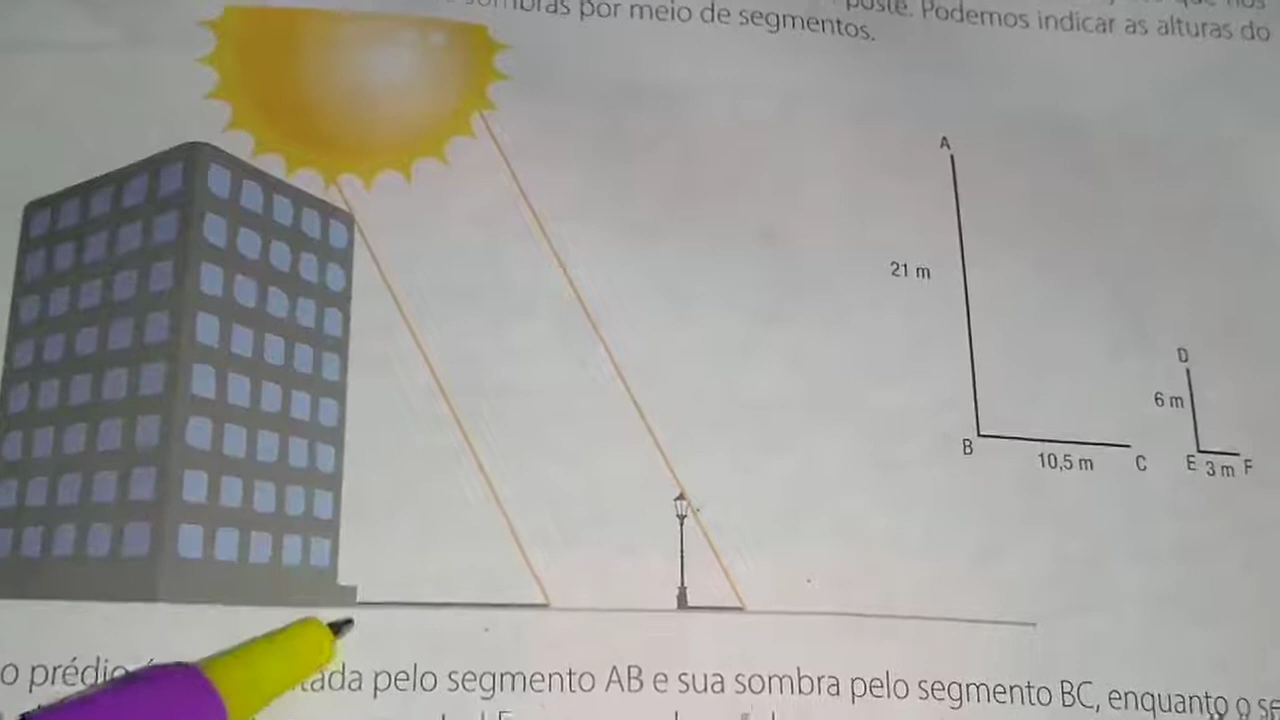 sombras por meio de segmentos.
poste. Podemos indicar as alturas do
A
21 m
B
10,5 m
C
D
6 m
E
3 m
F
o prédio pelo segmento AB e sua sombra pelo segmento BC, enquanto o se